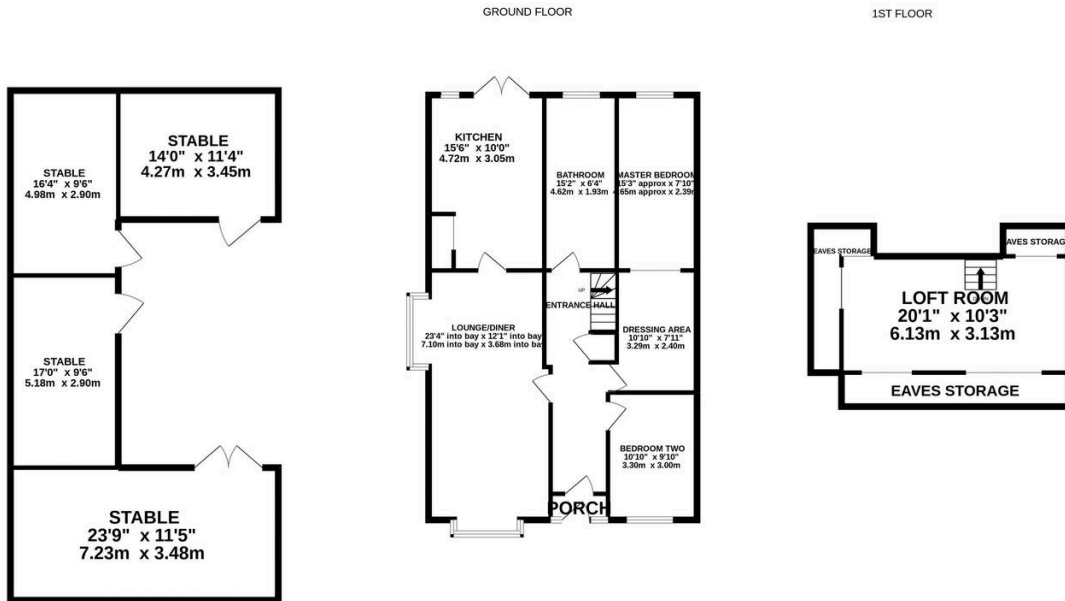 GROUND FLOOR
1ST FLOOR
STABLE
14'0" x 11'4"
4.27m x 3.45m
STABLE
16'4" x 9'6"
4.98m x 2.90m
STABLE
17'0" x 9'6"
5.18m x 2.90m
STABLE
23'9" x 11'5"
7.23m x 3.48m
KITCHEN
15'6" x 10'0"
4.72m x 3.05m
BATHROOM
15'2" x 6'4"
4.62m x 1.93m
MASTER BEDROOM
15'3" approx x 7'10"
.65m approx x 2.39m
UP
ENTRANCE HALL
LOUNGE/DINER
23'4" into bay x 12'1" into bay
7.10m into bay x 3.68m into bay
DRESSING AREA
10'10" x 7'11"
3.29m x 2.40m
BEDROOM TWO
10'10" x 9'10"
3.30m x 3.00m
PORCH
EAVES STORAGE
AVES STORAG
LOFT ROOM
20'1" x 10'3"
6.13m x 3.13m
EAVES STORAGE